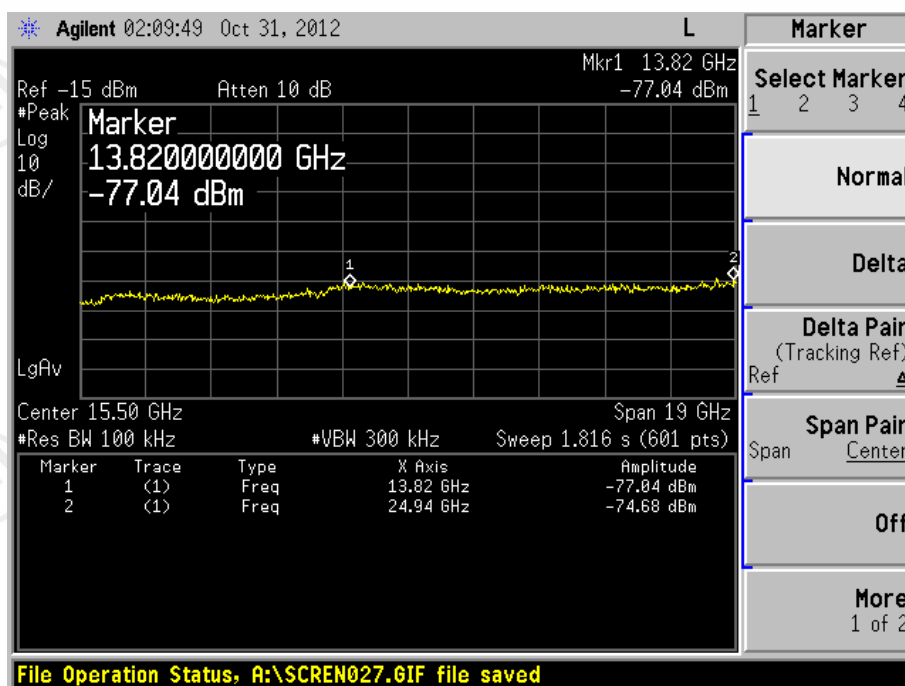 Agilent 02:09:49 Oct 31, 2012 L
Mkr1 13.82 GHz
Ref -15 dBm Atten 10 dB -77.04 dBm
#Peak
Log
10
dB/
Marker
13.820000000 GHz
-77.04 dBm
1
2
LgAv
Center 15.50 GHz Span 19 GHz
#Res BW 100 kHz #VBW 300 kHz Sweep 1.816 s (601 pts)
Marker Trace Type X Axis Amplitude
1 (1) Freq 13.82 GHz -77.04 dBm
2 (1) Freq 24.94 GHz -74.68 dBm
File Operation Status, A:\SCREN027.GIF file saved
Marker
Select Marker
1 2 3 4
Normal
Delta
Delta Pair
(Tracking Ref)
Ref Δ
Span Pair
Span Center
Off
More
1 of 2